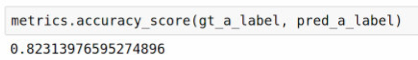 metrics.accuracy_score(gt_a_label, pred_a_label)
0.82313976595274896